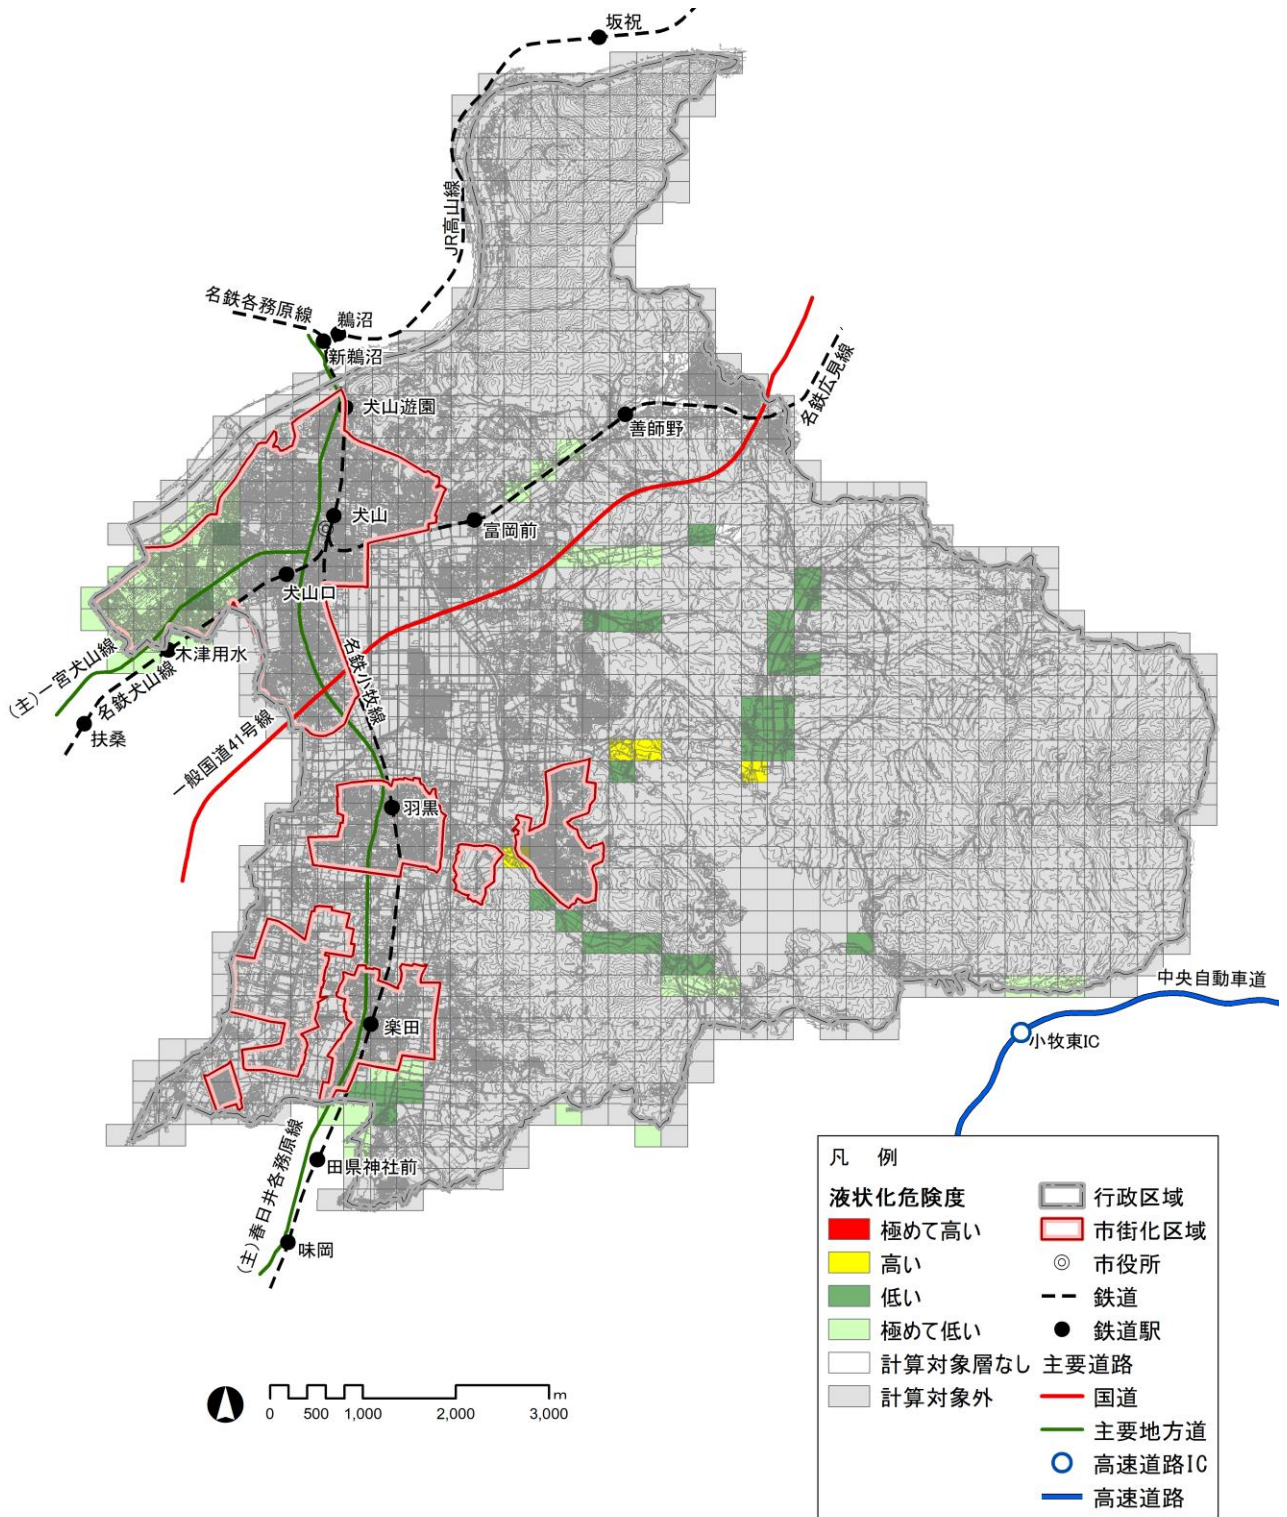 坂祝
JR高山線
名鉄各務原線
鵜沼
新鵜沼
犬山遊園
名鉄広見線
善師野
犬山
富岡前
犬山口
木津用水
(主)一宮犬山線
名鉄犬山線
名鉄小牧線
扶桑
一般国道41号線
羽黒
中央自動車道
小牧東IC
楽田
(主)春日井各務原線
田県神社前
味岡
凡 例
液状化危険度
極めて高い
高い
低い
極めて低い
計算対象層なし
計算対象外
行政区域
市街化区域
市役所
鉄道
鉄道駅
主要道路
国道
主要地方道
高速道路IC
高速道路
0 500 1,000 2,000 3,000 m